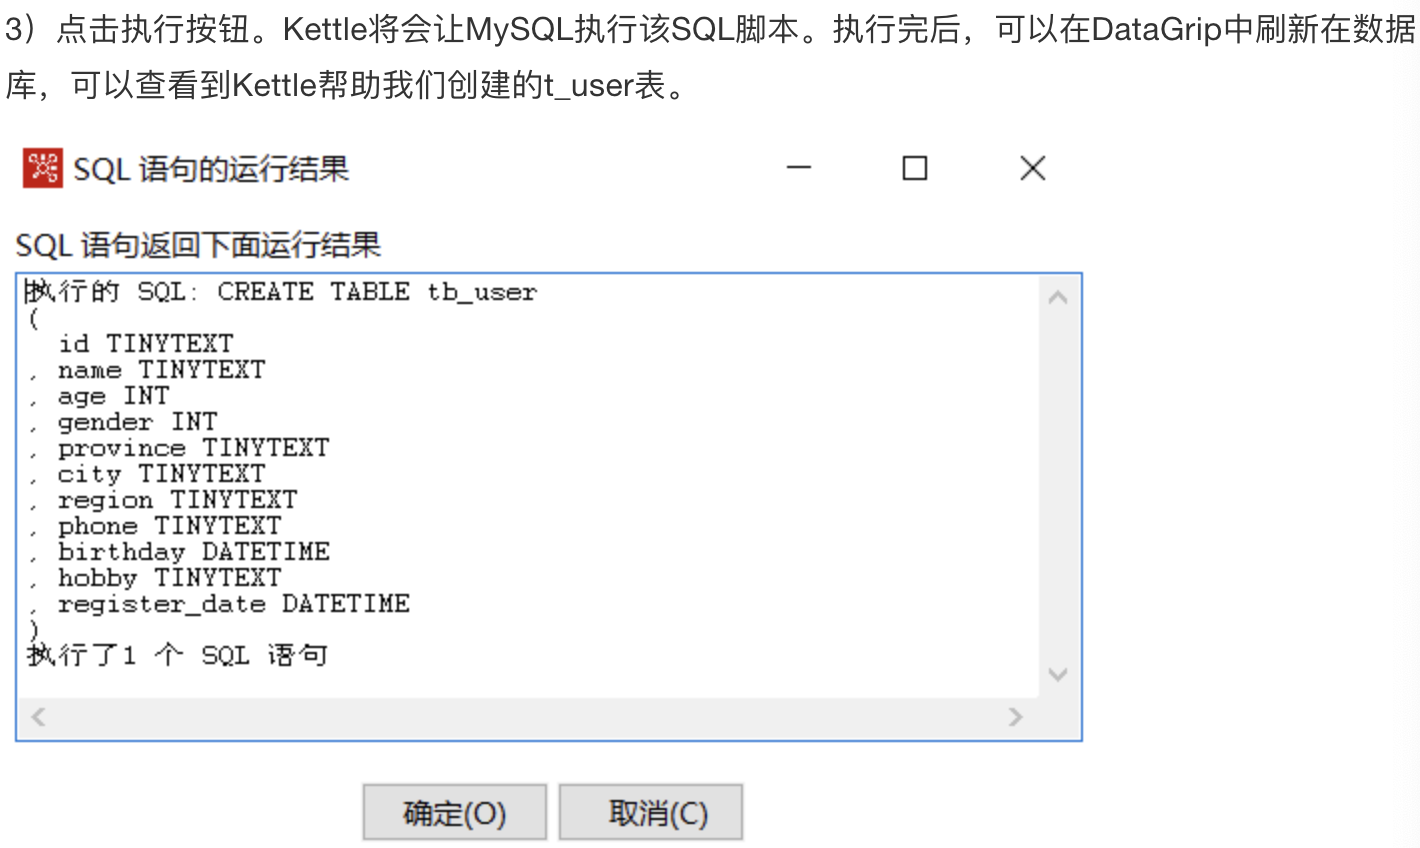 3）点击执行按钮。Kettle将会让MySQL执行该SQL脚本。执行完后，可以在DataGrip中刷新在数据
库，可以查看到Kettle帮助我们创建的t_user表。
SQL 语句的运行结果
SQL 语句返回下面运行结果
执行的 SQL: CREATE TABLE tb_user
(
  id TINYTEXT
, name TINYTEXT
, age INT
, gender INT
, province TINYTEXT
, city TINYTEXT
, region TINYTEXT
, phone TINYTEXT
, birthday DATETIME
, hobby TINYTEXT
, register_date DATETIME
)
执行了1 个 SQL 语句
确定(O) 取消(C)